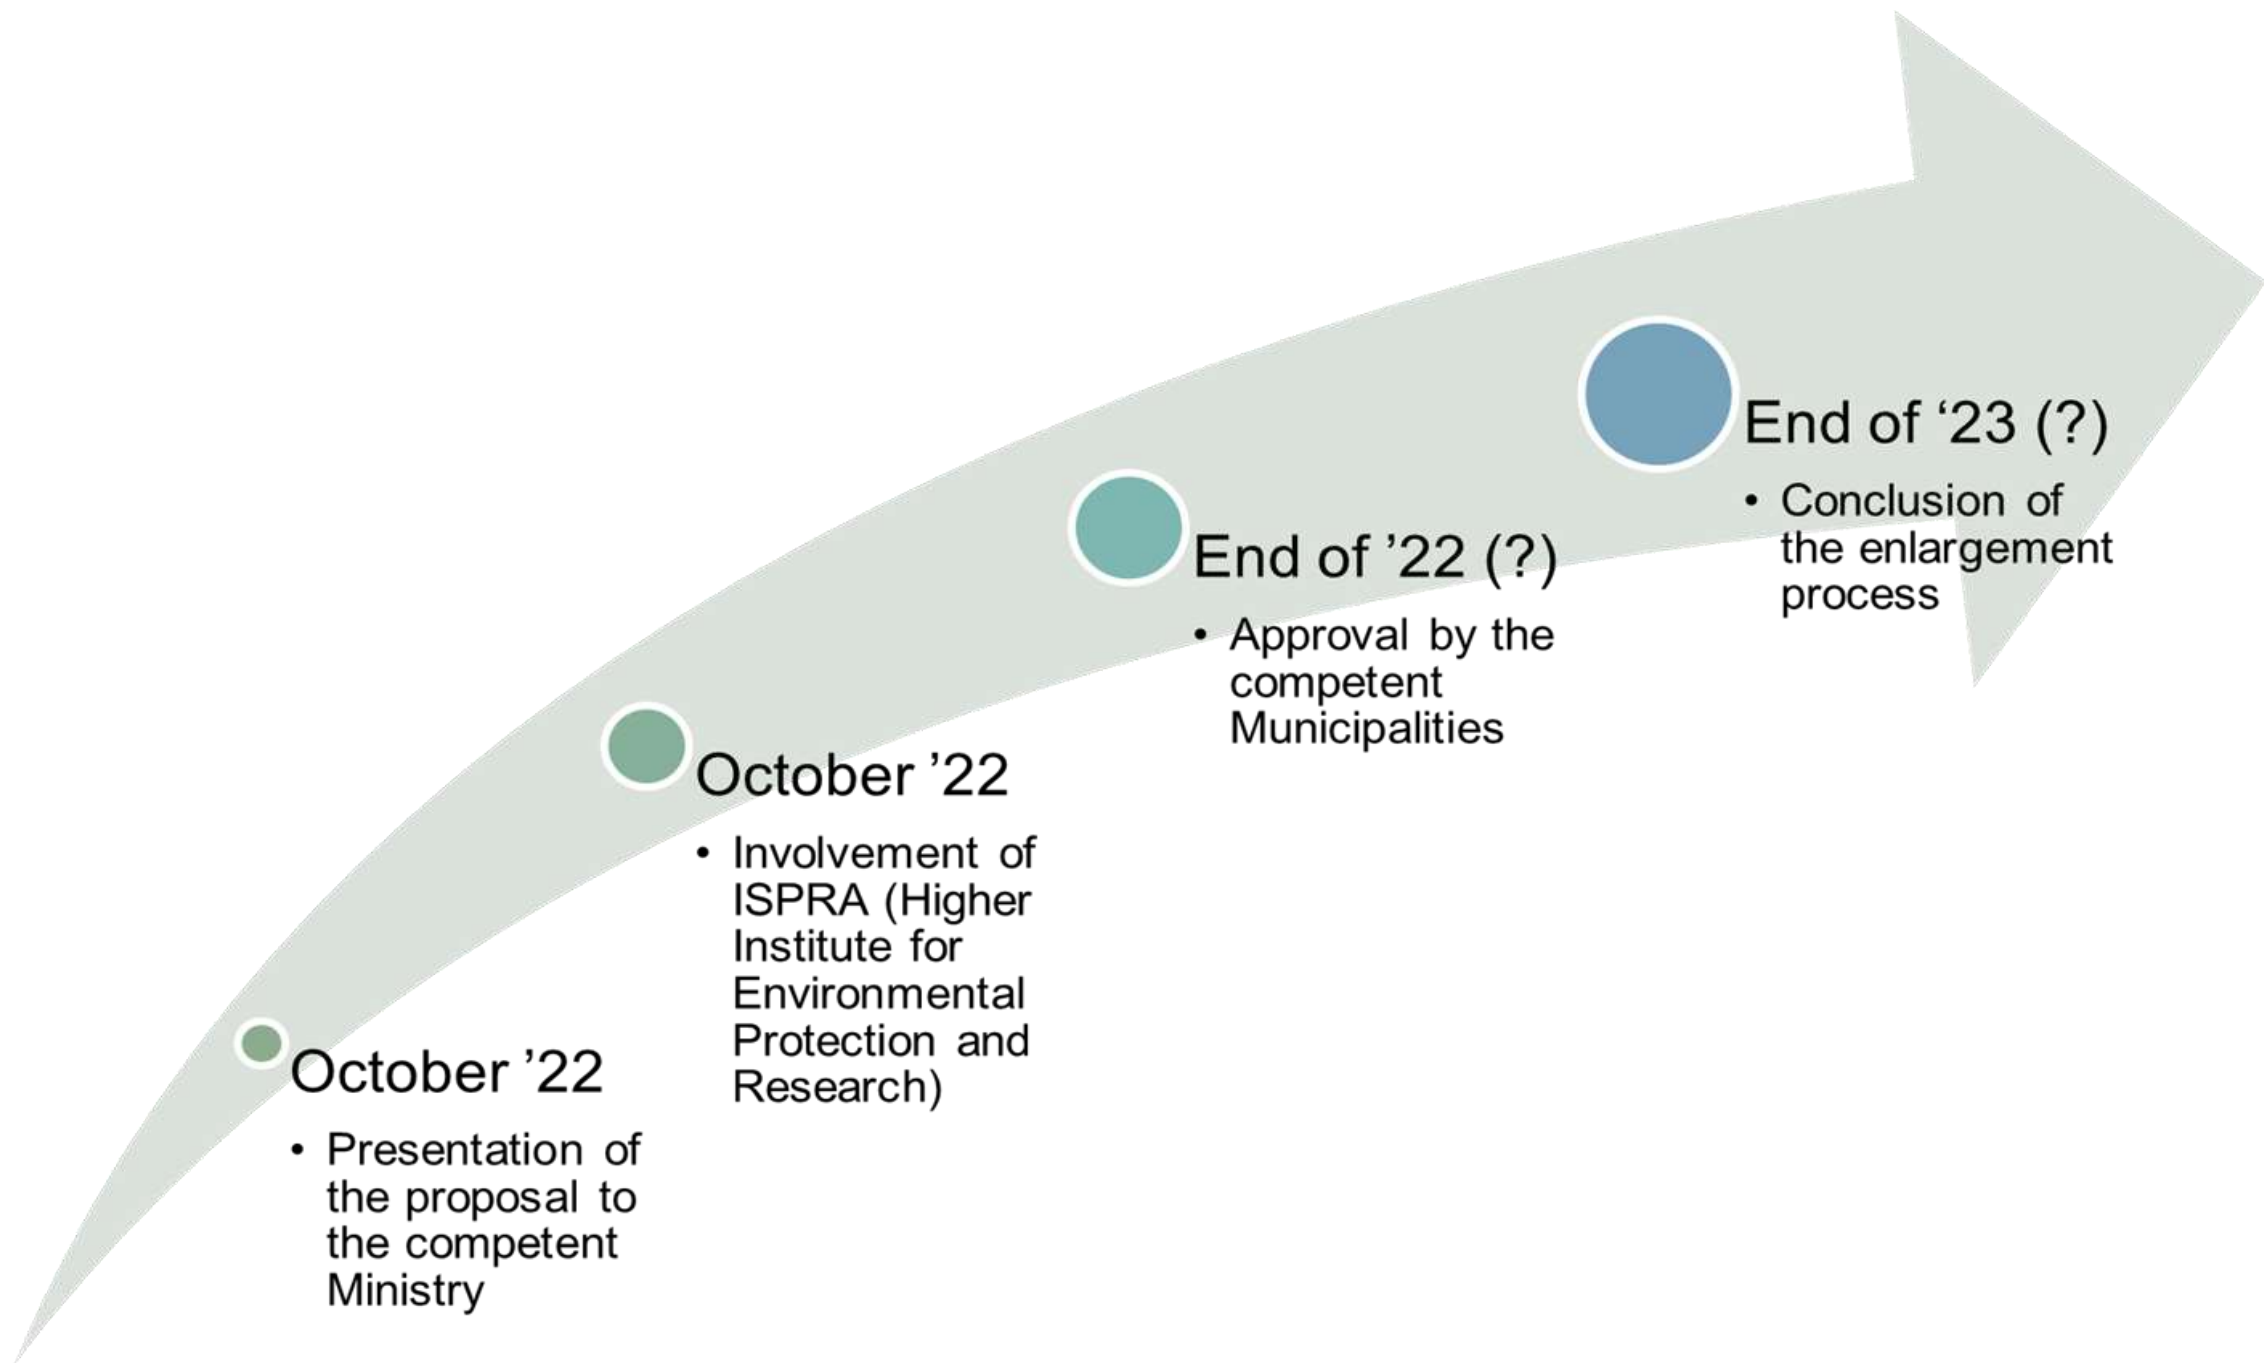 October ’22
• Presentation of
the proposal to
the competent
Ministry
October ’22
• Involvement of
ISPRA (Higher
Institute for
Environmental
Protection and
Research)
End of ’22 (?)
• Approval by the
competent
Municipalities
End of ‘23 (?)
• Conclusion of
the enlargement
process